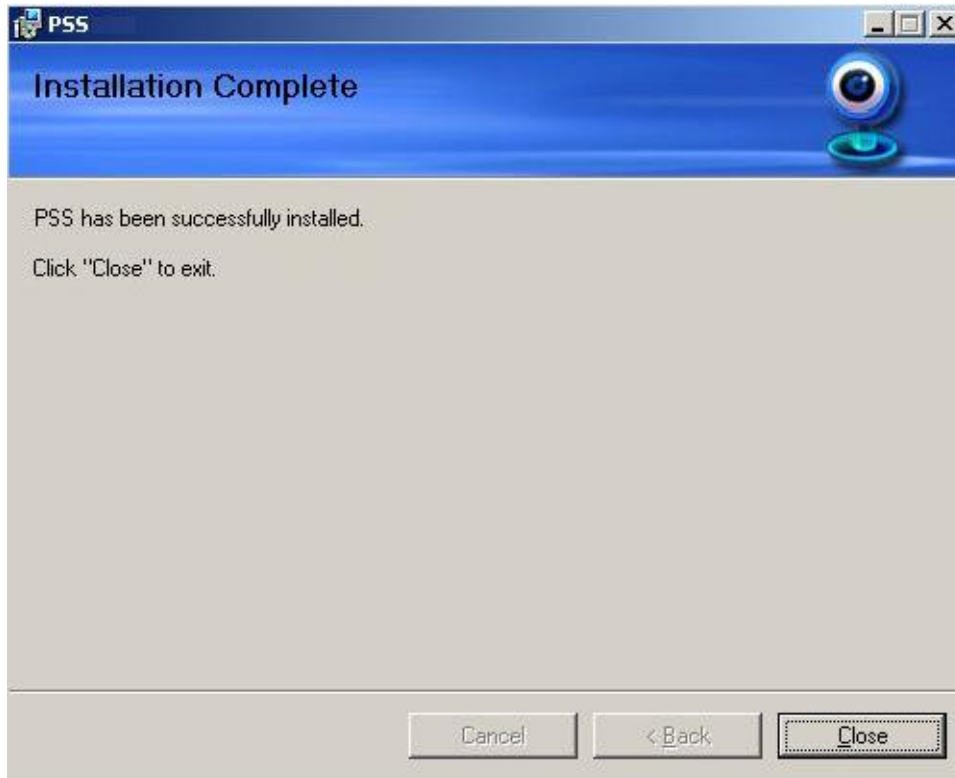 PSS
Installation Complete
PSS has been successfully installed.
Click "Close" to exit.
Cancel
< Back
Close